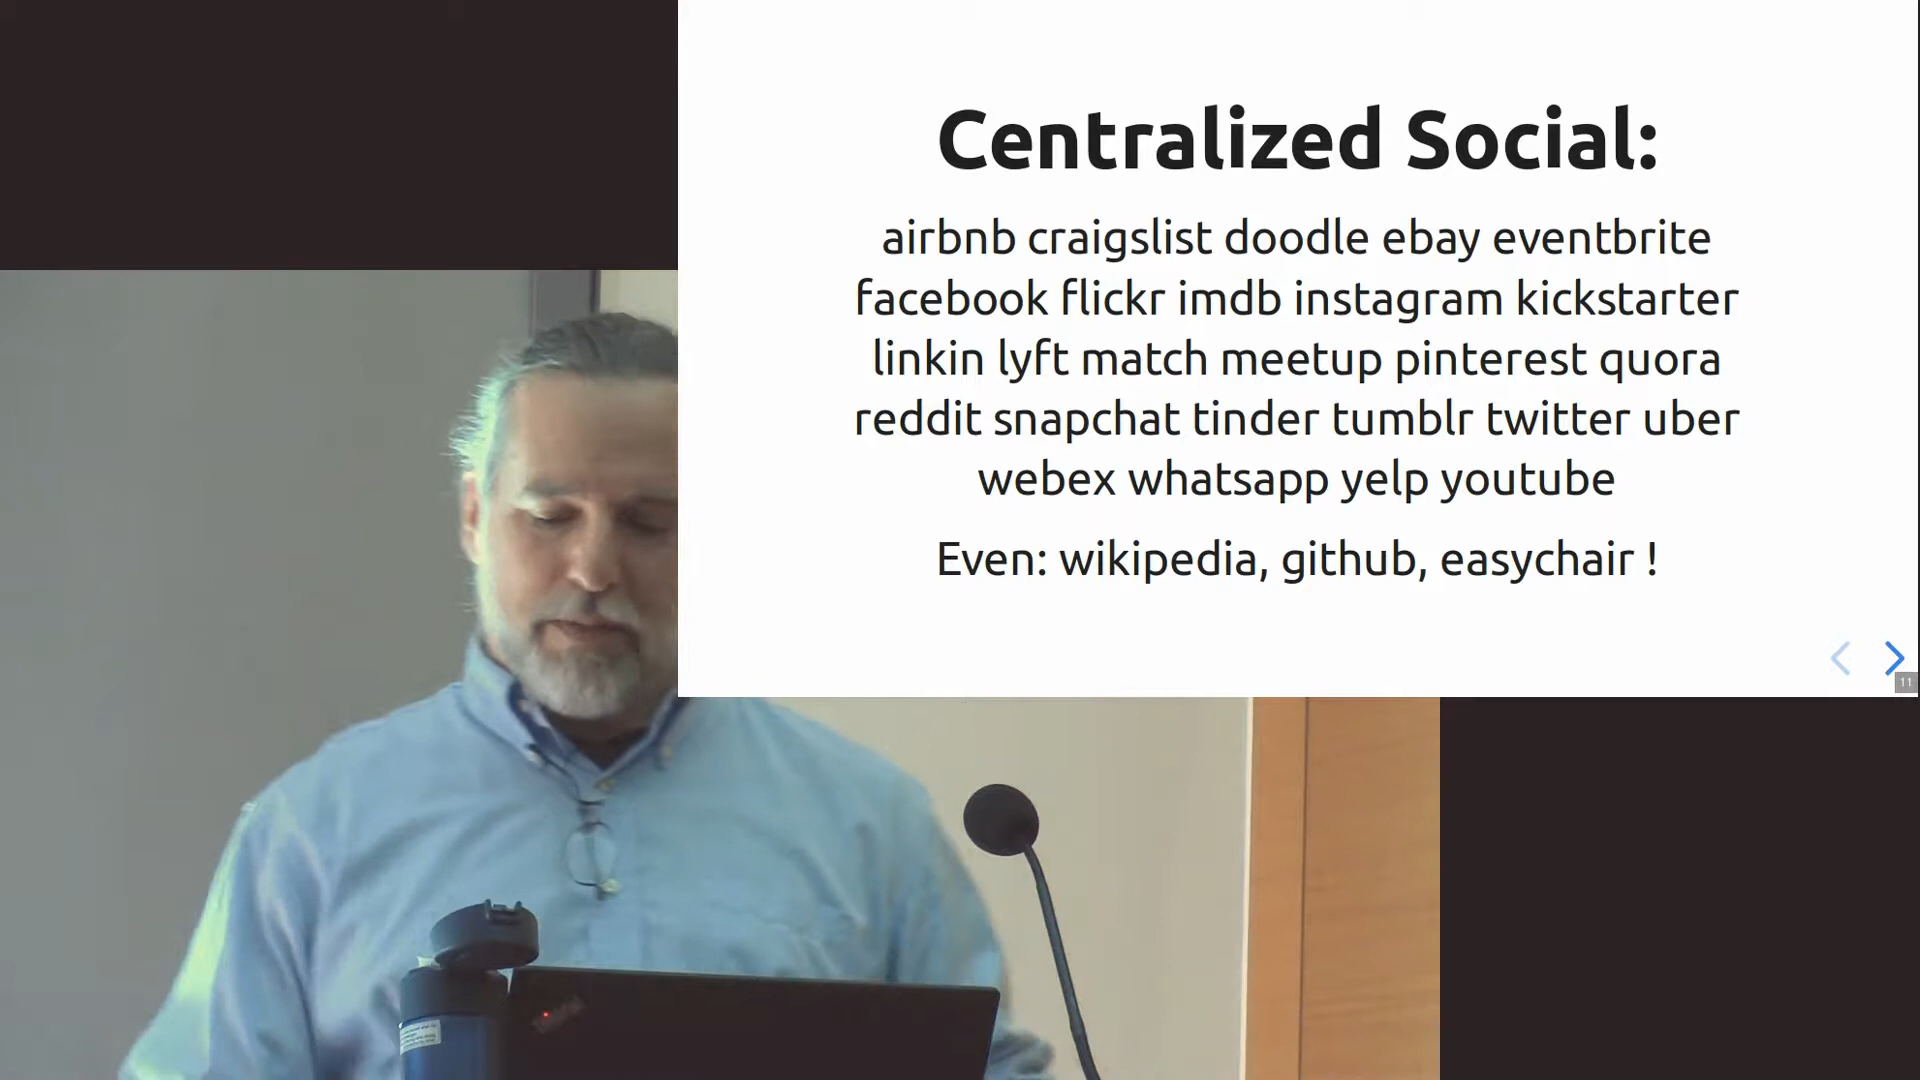 Centralized Social:
airbnb craigslist doodle ebay eventbrite
facebook flickr imdb instagram kickstarter
linkin lyft match meetup pinterest quora
reddit snapchat tinder tumblr twitter uber
webex whatsapp yelp youtube
Even: wikipedia, github, easychair !
11